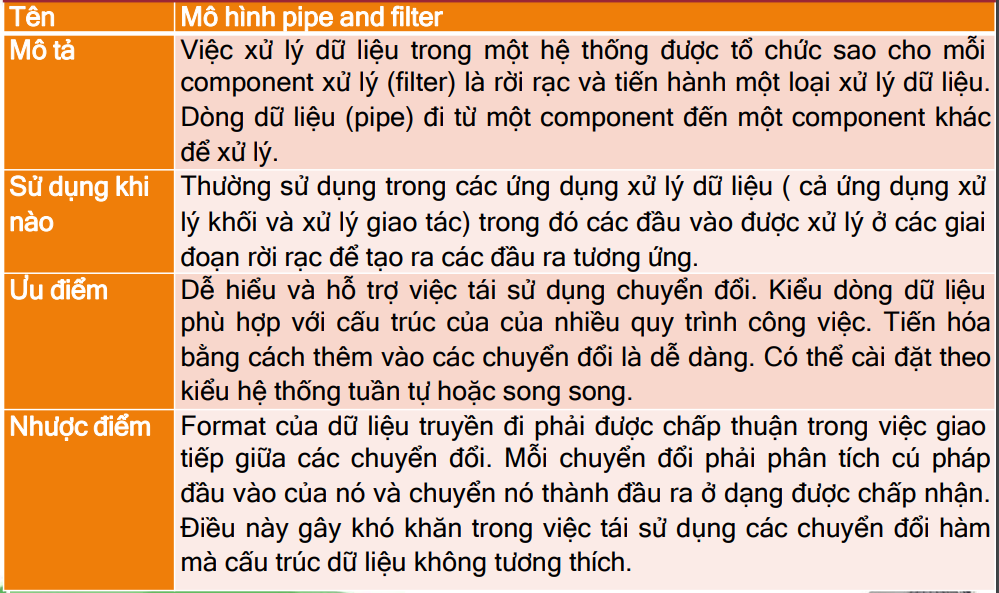 Tên
Mô hình pipe and filter
Mô tả
Việc xử lý dữ liệu trong một hệ thống được tổ chức sao cho mỗi
component xử lý (filter) là rời rạc và tiến hành một loại xử lý dữ liệu.
Dòng dữ liệu (pipe) đi từ một component đến một component khác
để xử lý.
Sử dụng khi
nào
Thường sử dụng trong các ứng dụng xử lý dữ liệu ( cả ứng dụng xử
lý khối và xử lý giao tác) trong đó các đầu vào được xử lý ở các giai
đoạn rời rạc để tạo ra các đầu ra tương ứng.
Ưu điểm
Dễ hiểu và hỗ trợ việc tái sử dụng chuyển đổi. Kiểu dòng dữ liệu
phù hợp với cấu trúc của của nhiều quy trình công việc. Tiến hóa
bằng cách thêm vào các chuyển đổi là dễ dàng. Có thể cài đặt theo
kiểu hệ thống tuần tự hoặc song song.
Nhược điểm
Format của dữ liệu truyền đi phải được chấp thuận trong việc giao
tiếp giữa các chuyển đổi. Mỗi chuyển đổi phải phân tích cú pháp
đầu vào của nó và chuyển nó thành đầu ra ở dạng được chấp nhận.
Điều này gây khó khăn trong việc tái sử dụng các chuyển đổi hàm
mà cấu trúc dữ liệu không tương thích.